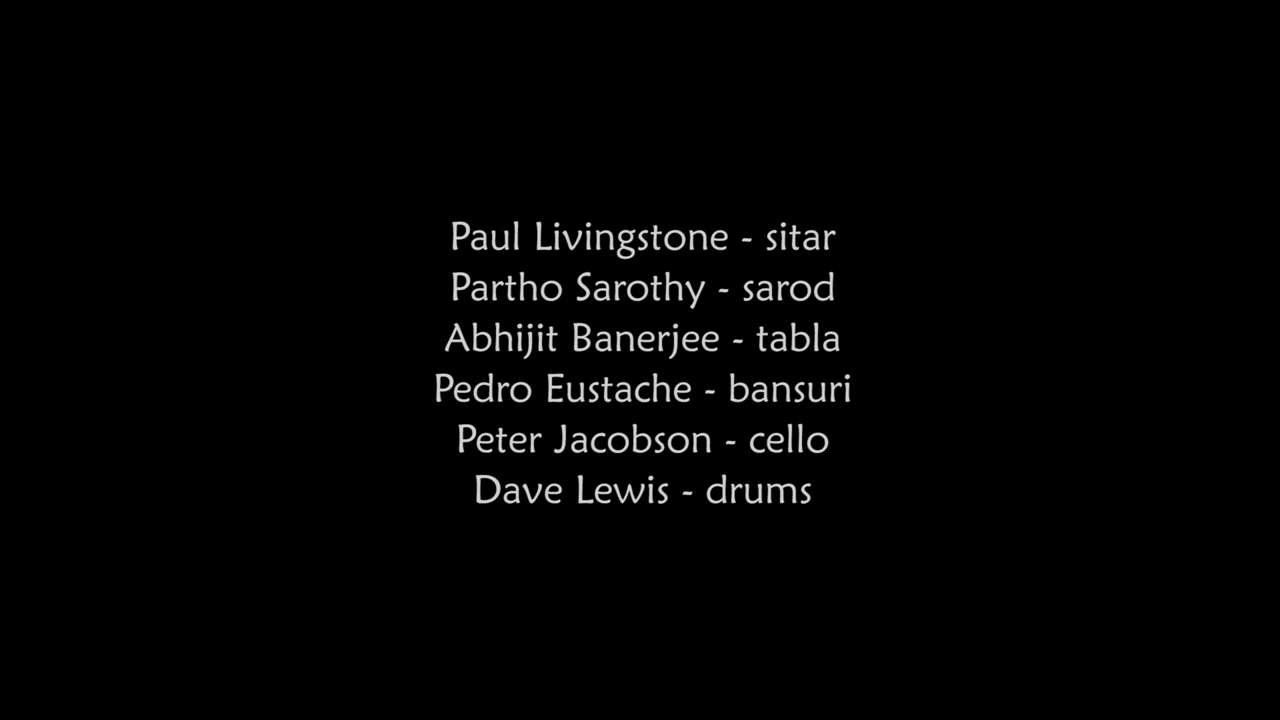 Paul Livingstone - sitar
Partho Sarothy - sarod
Abhijit Banerjee - tabla
Pedro Eustache - bansuri
Peter Jacobson - cello
Dave Lewis - drums